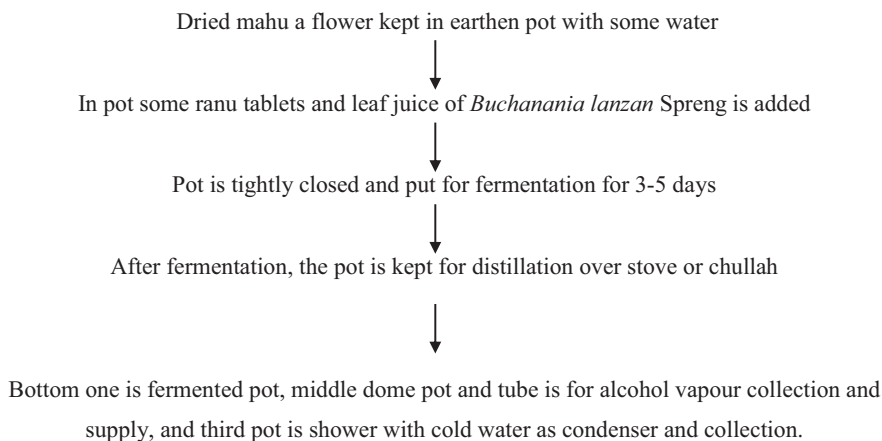 Dried mahu a flower kept in earthen pot with some water
In pot some ranu tablets and leaf juice of Buchanania lanzan Spreng is added
Pot is tightly closed and put for fermentation for 3-5 days
After fermentation, the pot is kept for distillation over stove or chullah
Bottom one is fermented pot, middle dome pot and tube is for alcohol vapour collection and
supply, and third pot is shower with cold water as condenser and collection.